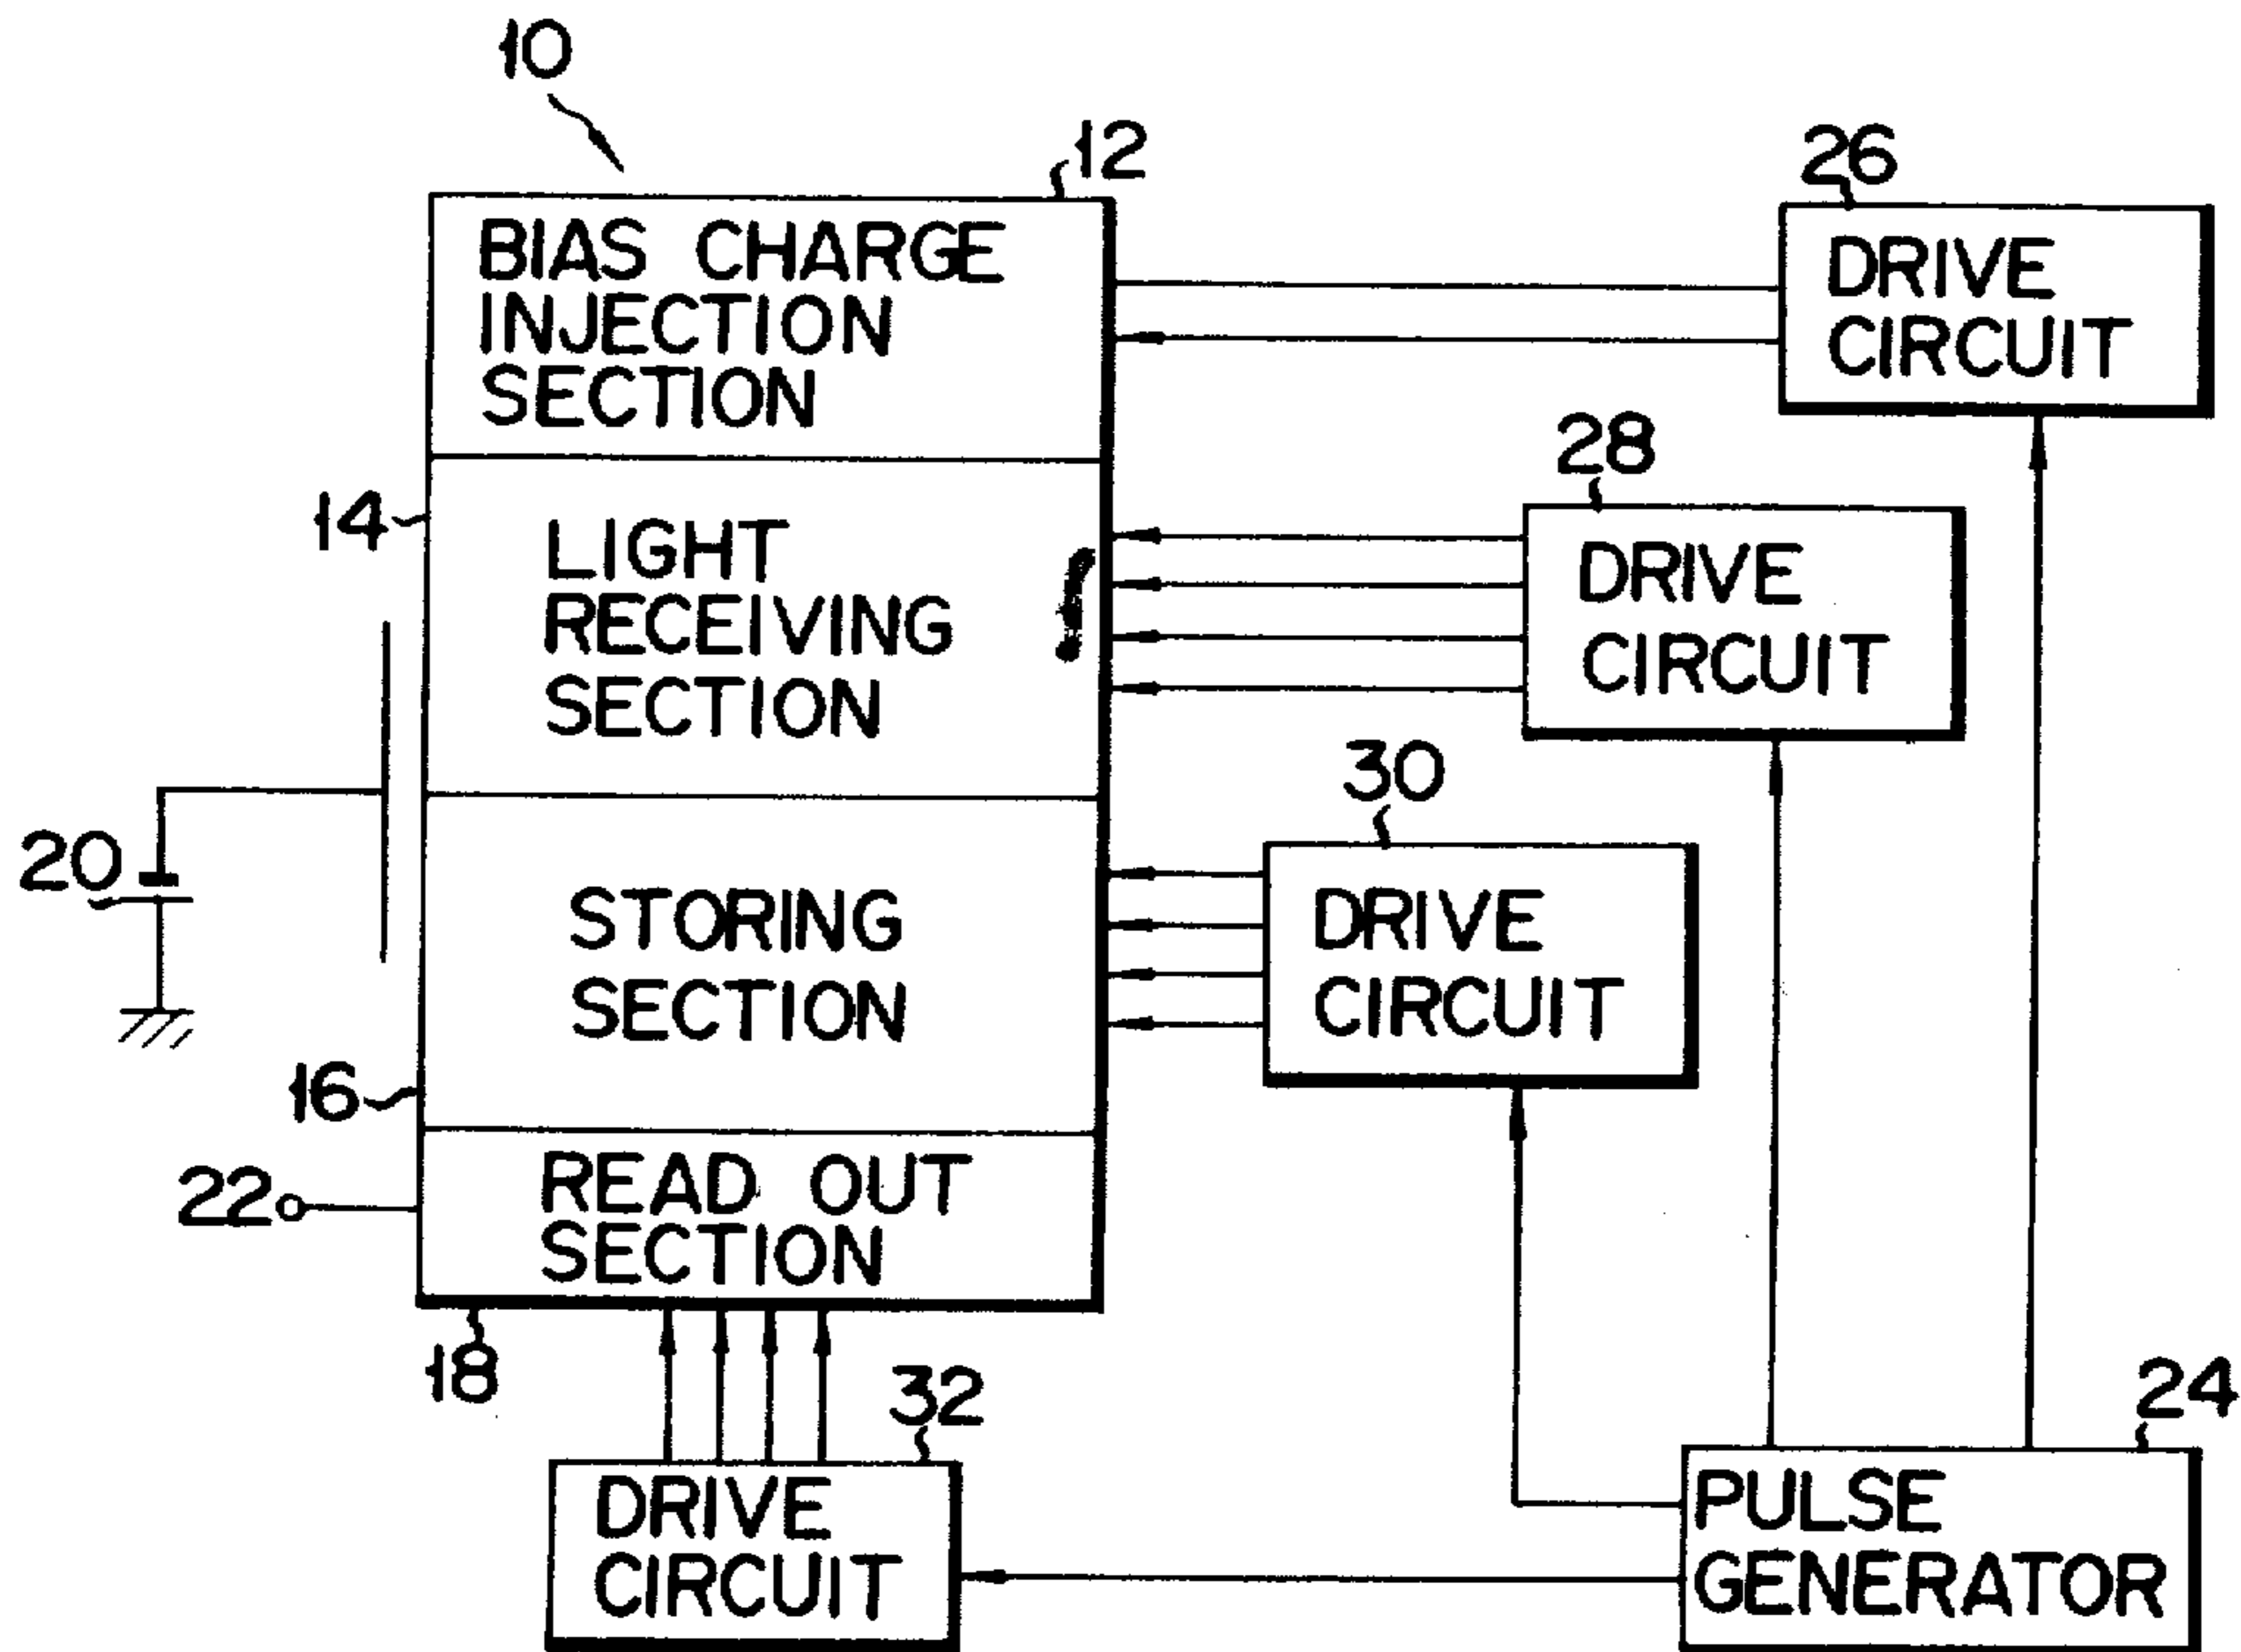 10
12
BIAS CHARGE
INJECTION
SECTION
26
DRIVE
CIRCUIT
14
LIGHT
RECEIVING
SECTION
28
DRIVE
CIRCUIT
20
16
STORING
SECTION
30
DRIVE
CIRCUIT
22
READ OUT
SECTION
18
32
DRIVE
CIRCUIT
24
PULSE
GENERATOR